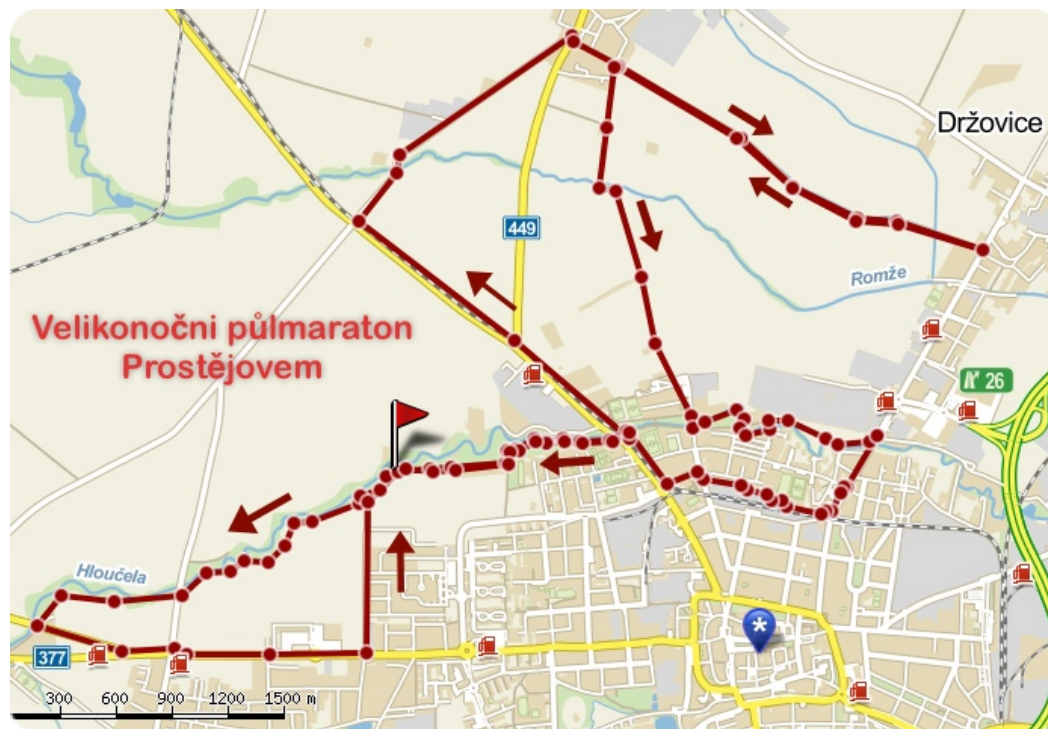 Držovice
449
Romže
Velikonočni půlmaraton
Prostějovem
26
Hloučela
377
*
300 600 900 1200 1500 m